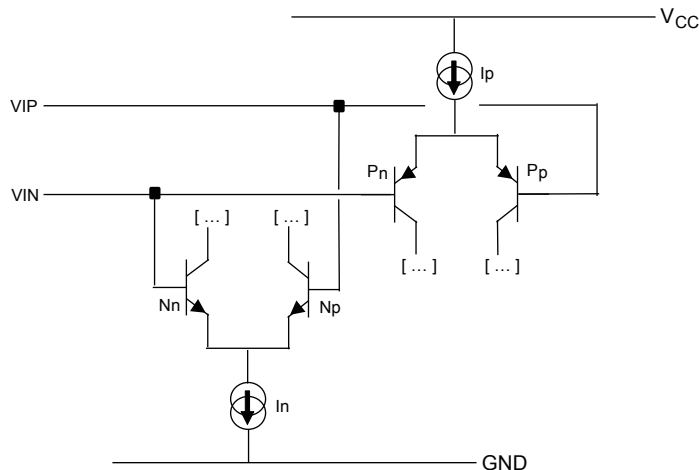 VCC
Ip
VIP
Pn
Pp
VIN
[ ... ]
[ ... ]
[ ... ]
[ ... ]
Nn
Np
In
GND